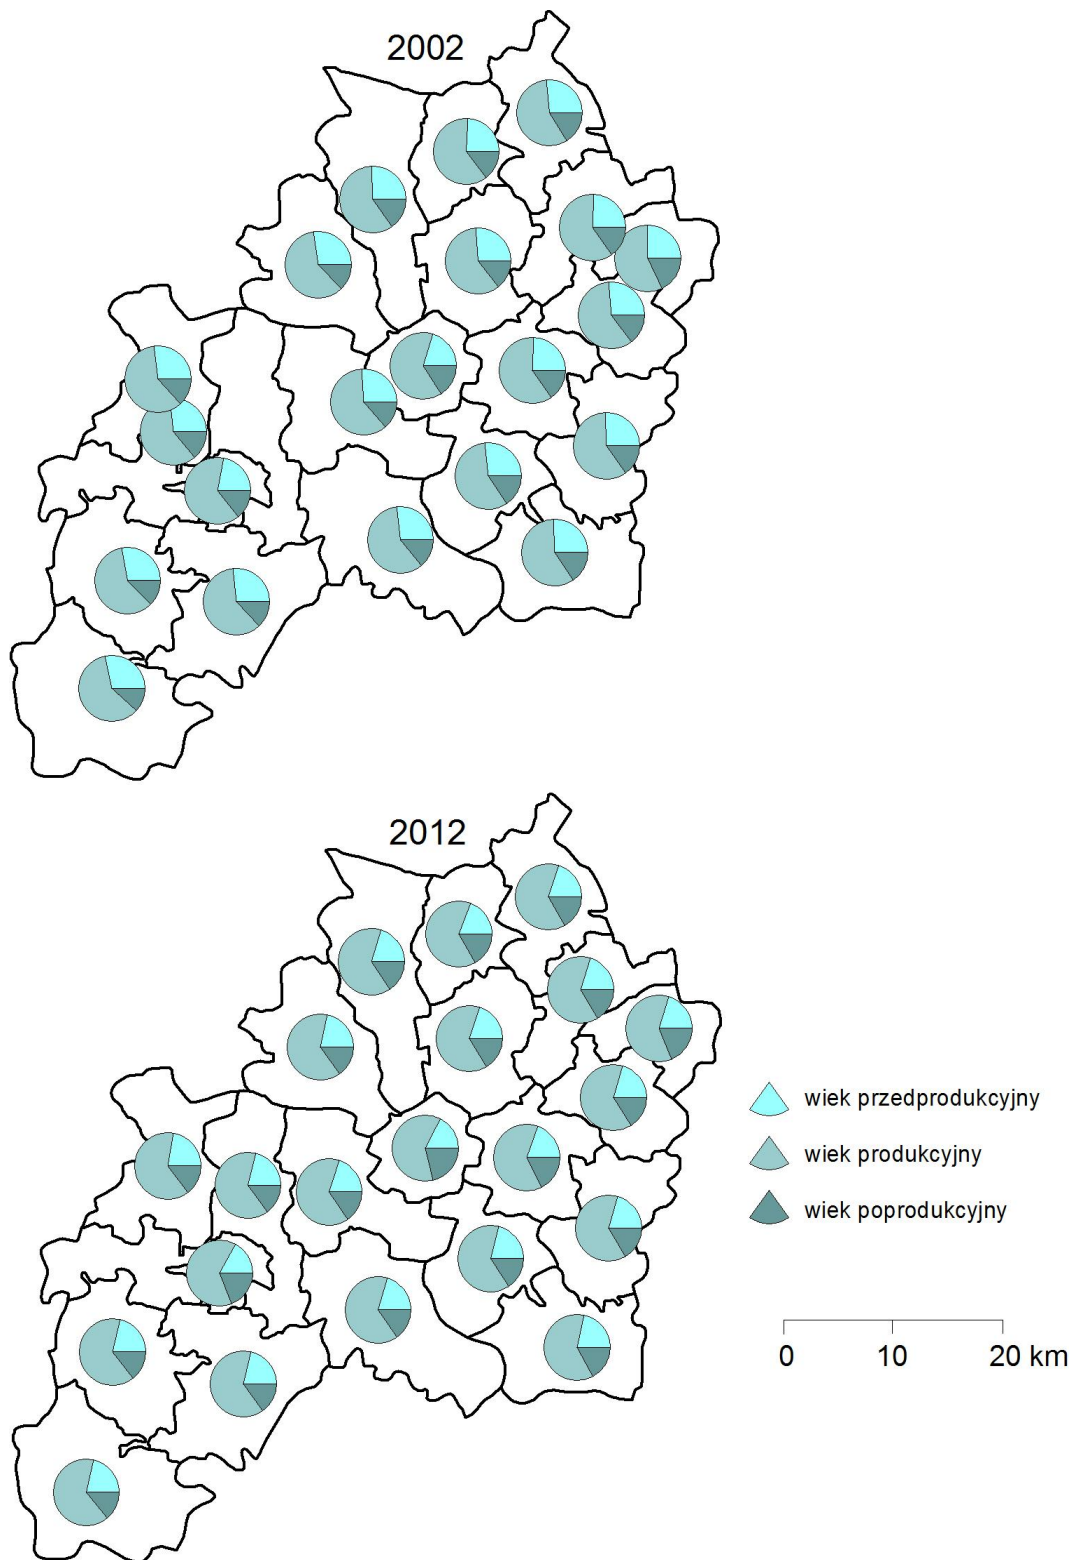 2002
2012
wiek przedprodukcyjny
wiek produkcyjny
wiek poprodukcyjny
0 10 20 km